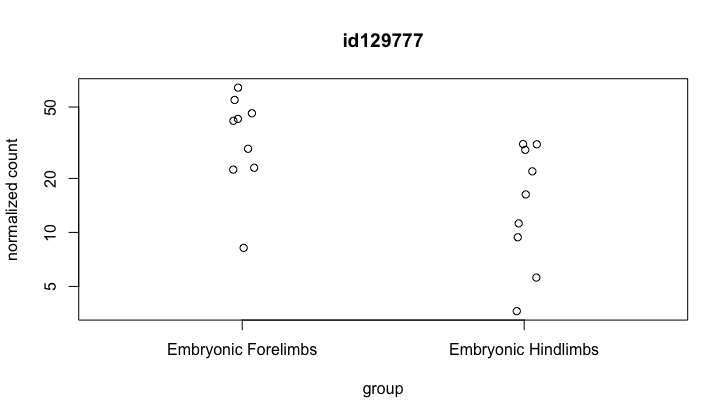 id129777
normalized count
50
20
10
5
Embryonic Forelimbs
Embryonic Hindlimbs
group